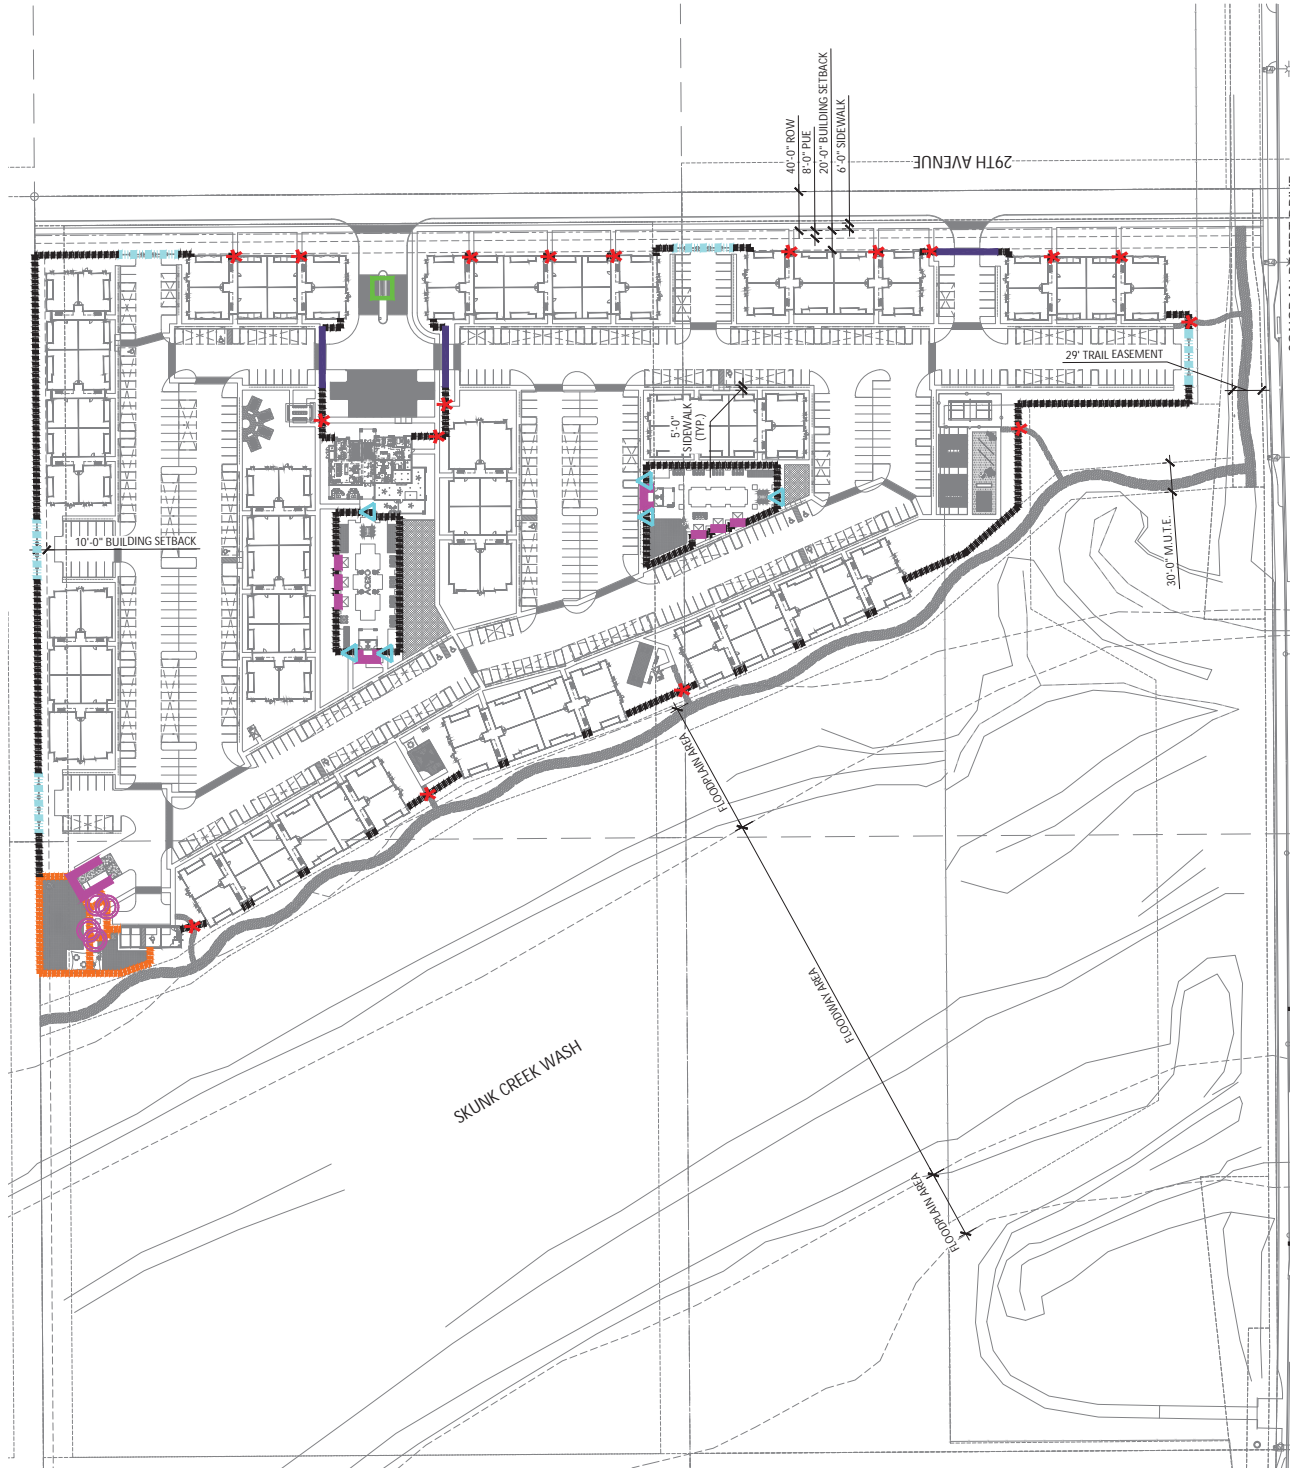 40'-0" ROW
8'-0" PUE
20'-0" BUILDING SETBACK
6'-0" SIDEWALK
29TH AVENUE
29' TRAIL EASEMENT
5'-0"
SIDEWALK
(TYP.)
10'-0" BUILDING SETBACK
30'-0" M.U.T.E.
FLOODPLAIN AREA
FLOODWAY AREA
FLOODPLAIN AREA
SKUNK CREEK WASH